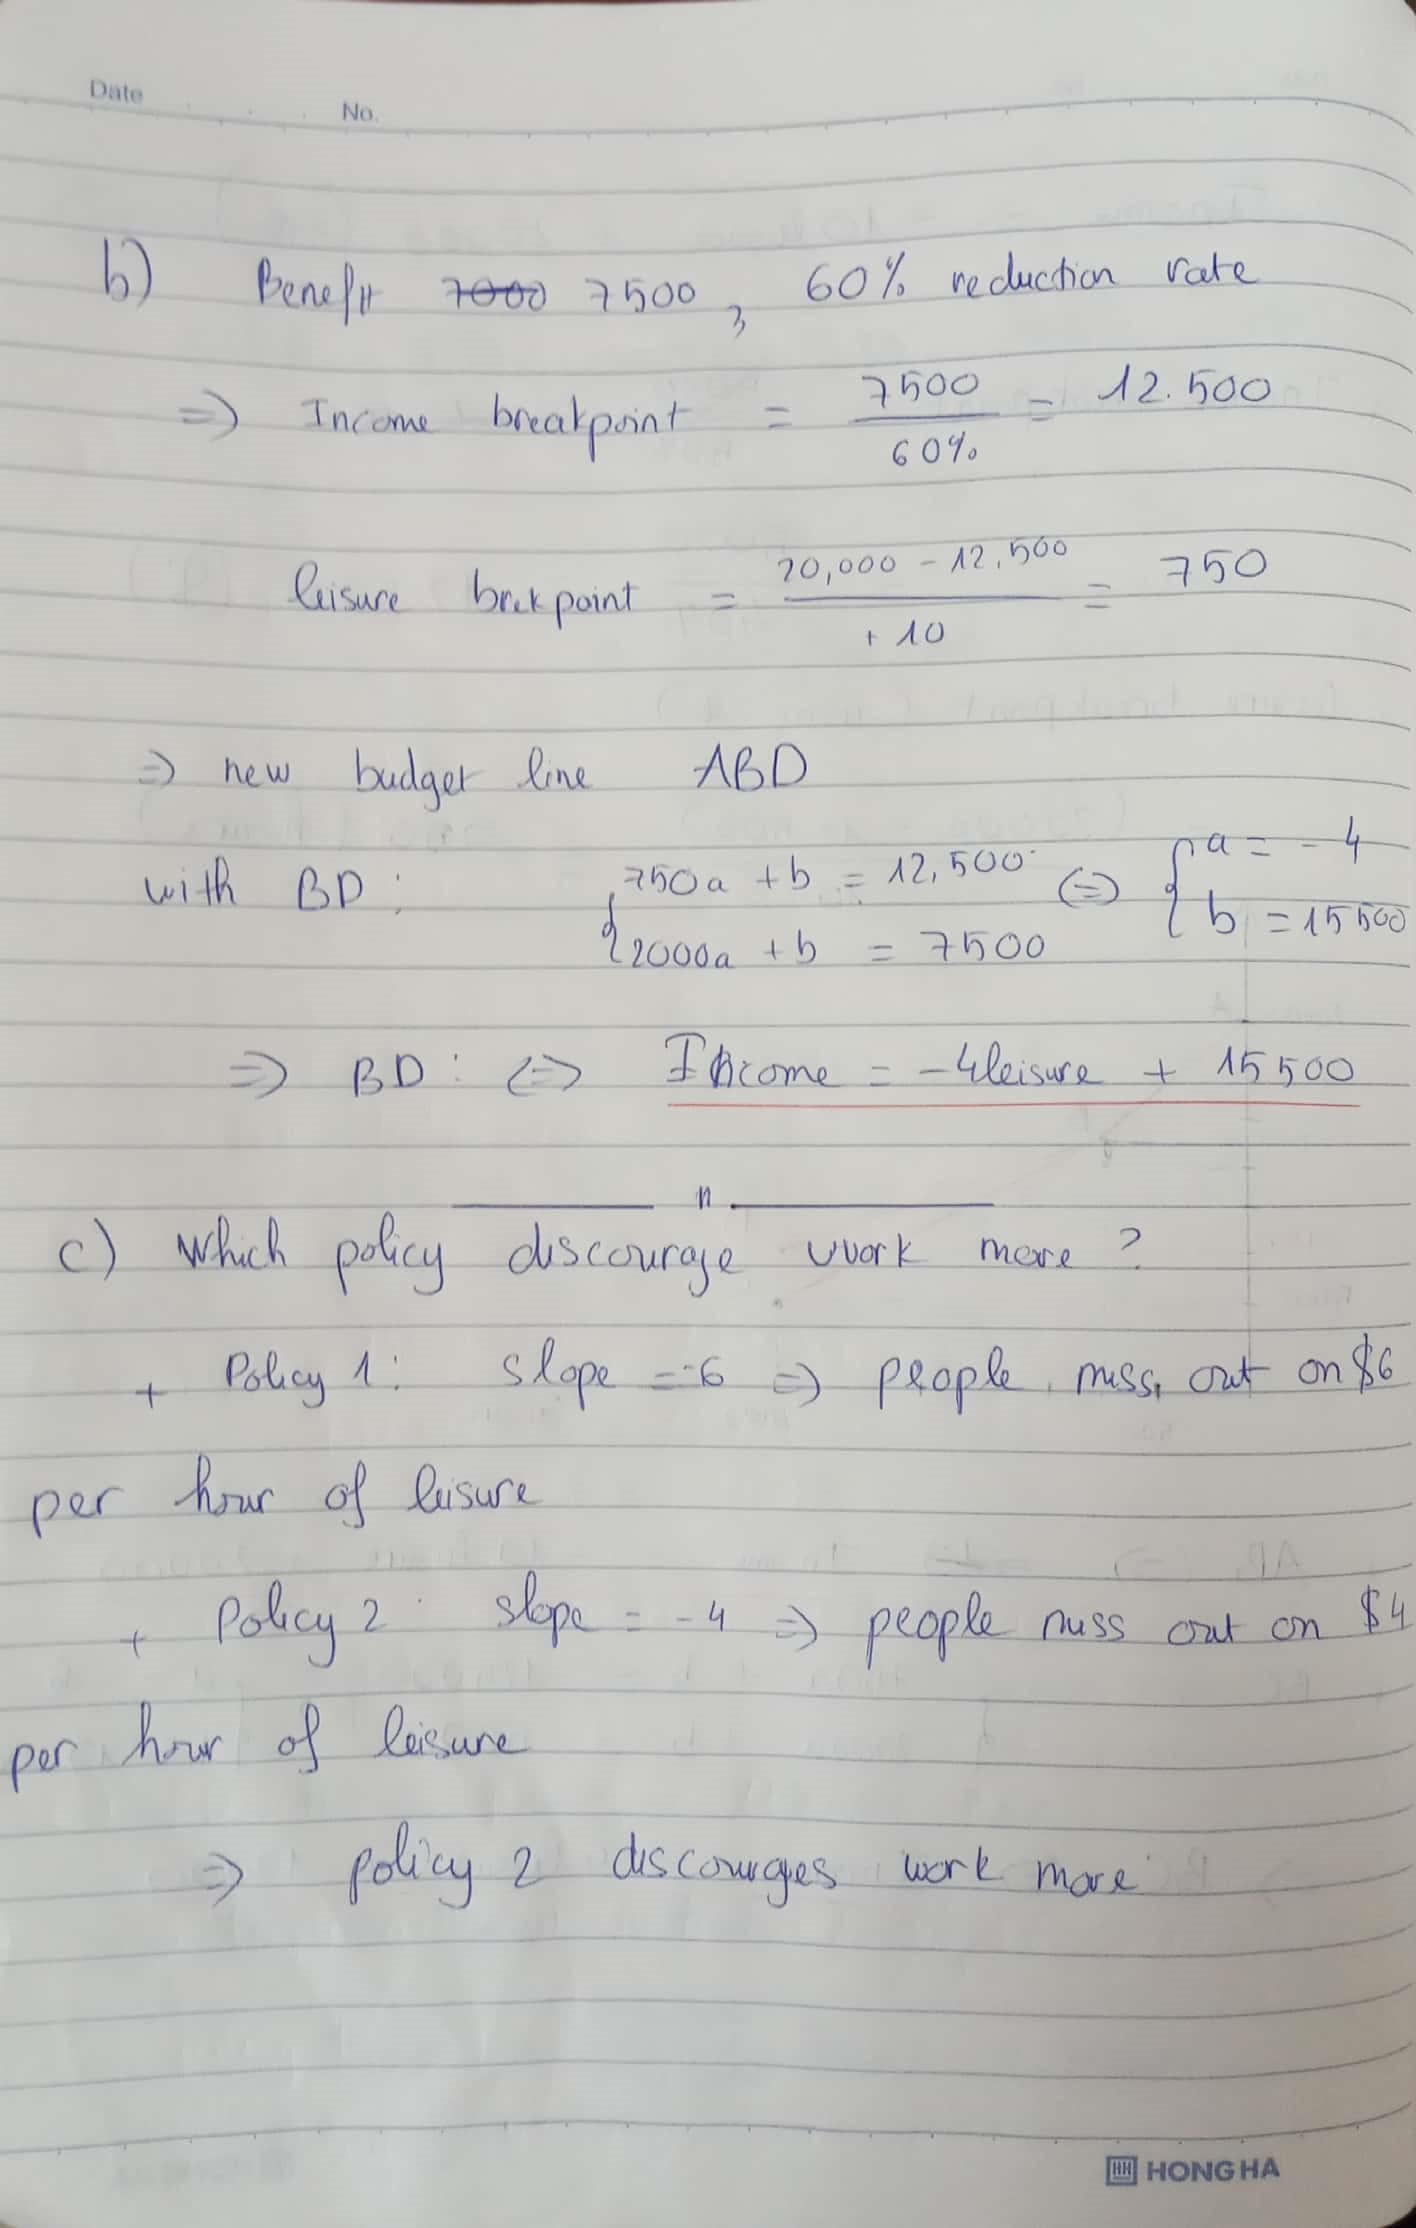 Date
No.
b) Benefit 7000 7500, 60% reduction rate
=> Income breakpoint = 7500 / 60% = 12.500
leisure brekpoint = 20,000 - 12,500 / + 10 = 750
=> new budget line ABD
with BD: { 750a + b = 12,500 <=> { a = - 4
{ 2000a + b = 7500 { b = 15500
=> BD: <=> Income = -4leisure + 15500
n
c) Which policy discourage work more?
+ Policy 1: slope = -6 => people miss out on $6
per hour of leisure
+ Policy 2: slope = - 4 => people miss out on $4
per hour of leisure
=> policy 2 discourges work more
HH HONG HA